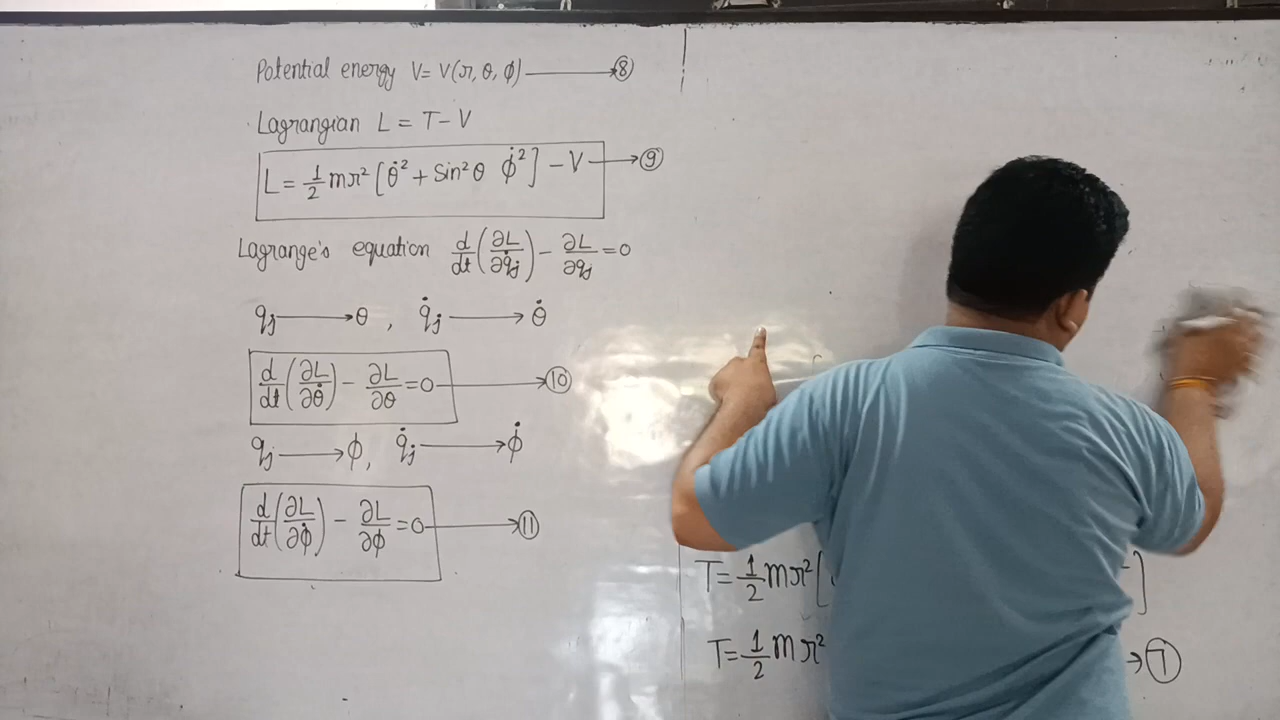 Potential energy V = V(r, θ, ϕ) ⟶ ⑧
Lagrangian L = T − V
L = 1/2 mr² [θ̇² + Sin²θ ϕ̇²] − V ⟶ ⑨
Lagrange's equation d/dt (∂L/∂q̇j) − ∂L/∂qj = 0
qj ⟶ θ , q̇j ⟶ θ̇
d/dt (∂L/∂θ̇) − ∂L/∂θ = 0 ⟶ ⑩
qj ⟶ ϕ, q̇j ⟶ ϕ̇
d/dt (∂L/∂ϕ̇) − ∂L/∂ϕ = 0 ⟶ ⑪
T = 1/2 mr² [ ]
T = 1/2 mr² → ⑦